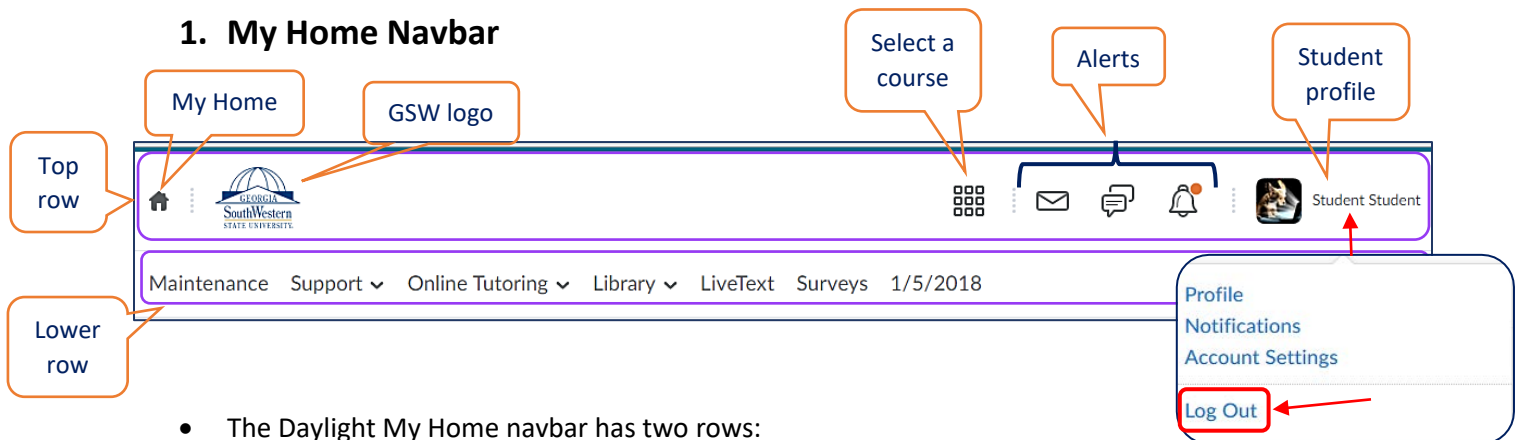 1. My Home Navbar
Select a
course
Alerts
Student
profile
My Home
GSW logo
Top
row
GEORGIA
SouthWestern
STATE UNIVERSITY
Student Student
Maintenance Support Online Tutoring Library LiveText Surveys 1/5/2018
Lower
row
Profile
Notifications
Account Settings
Log Out
• The Daylight My Home navbar has two rows: